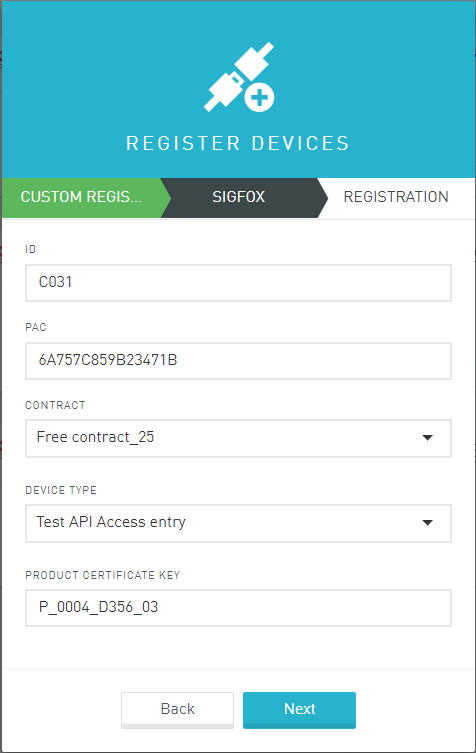 REGISTER DEVICES
CUSTOM REGIS... SIGFOX REGISTRATION
ID
C031
PAC
6A757C859B23471B
CONTRACT
Free contract_25
DEVICE TYPE
Test API Access entry
PRODUCT CERTIFICATE KEY
P_0004_D356_03
Back Next